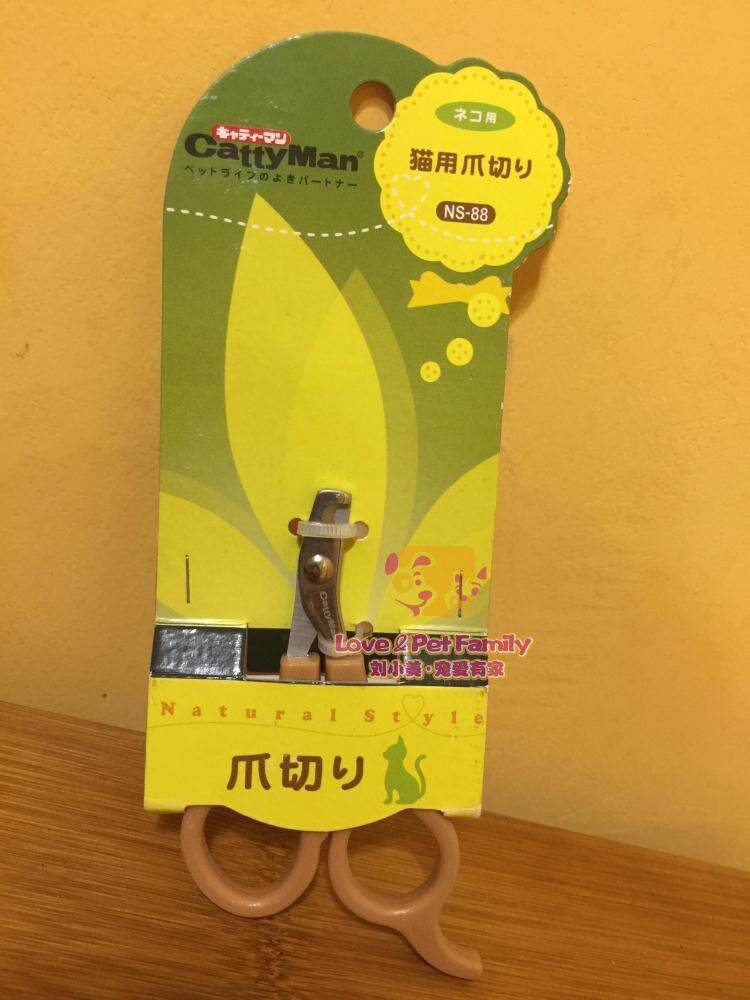 キャティーマン
CattyMan®
ペットライフのよきパートナー
ネコ用
猫用爪切り
NS-88
CattyMan
Love & Pet Family
刘小美·宠爱有家
Natural Style
爪切り